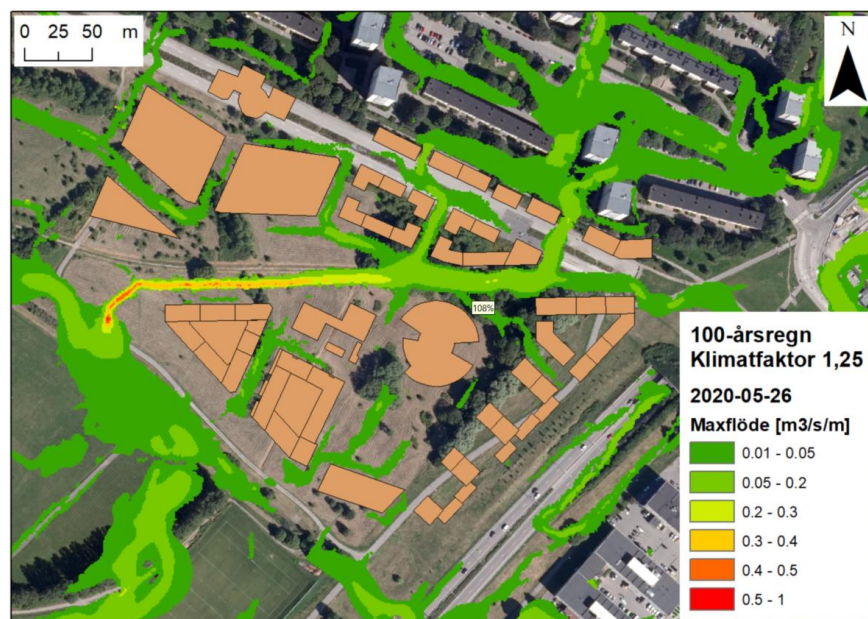 0 25 50 m
N
108%
100-årsregn
Klimatfaktor 1,25
2020-05-26
Maxflöde [m3/s/m]
0.01 - 0.05
0.05 - 0.2
0.2 - 0.3
0.3 - 0.4
0.4 - 0.5
0.5 - 1